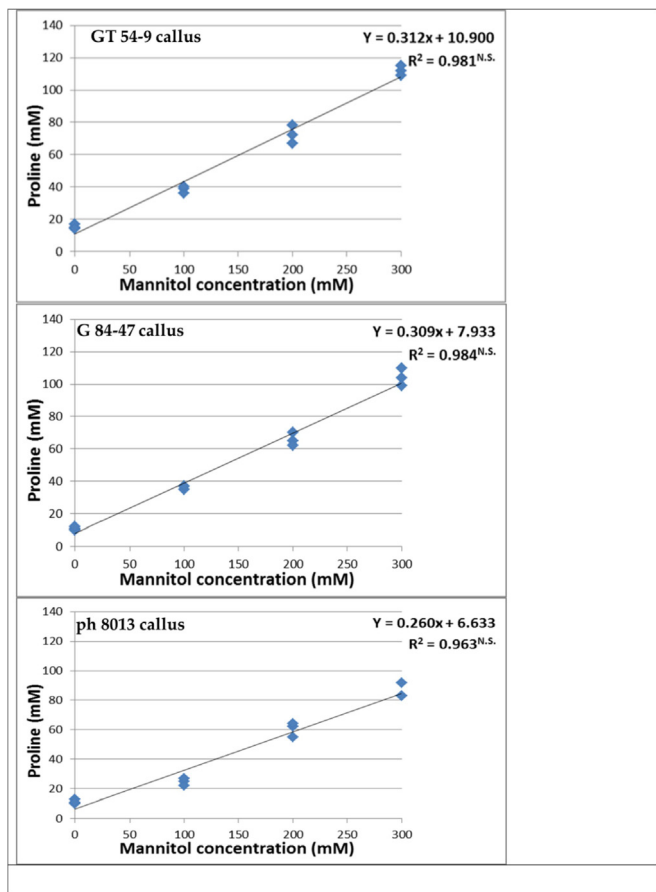 GT 54-9 callus
Y = 0.312x + 10.900
R² = 0.981ᴺ·ˢ·
Proline (mM)
140
120
100
80
60
40
20
0
0 50 100 150 200 250 300
Mannitol concentration (mM)
G 84-47 callus
Y = 0.309x + 7.933
R² = 0.984ᴺ·ˢ·
Proline (mM)
140
120
100
80
60
40
20
0
0 50 100 150 200 250 300
Mannitol concentration (mM)
ph 8013 callus
Y = 0.260x + 6.633
R² = 0.963ᴺ·ˢ·
Proline (mM)
140
120
100
80
60
40
20
0
0 50 100 150 200 250 300
Mannitol concentration (mM)